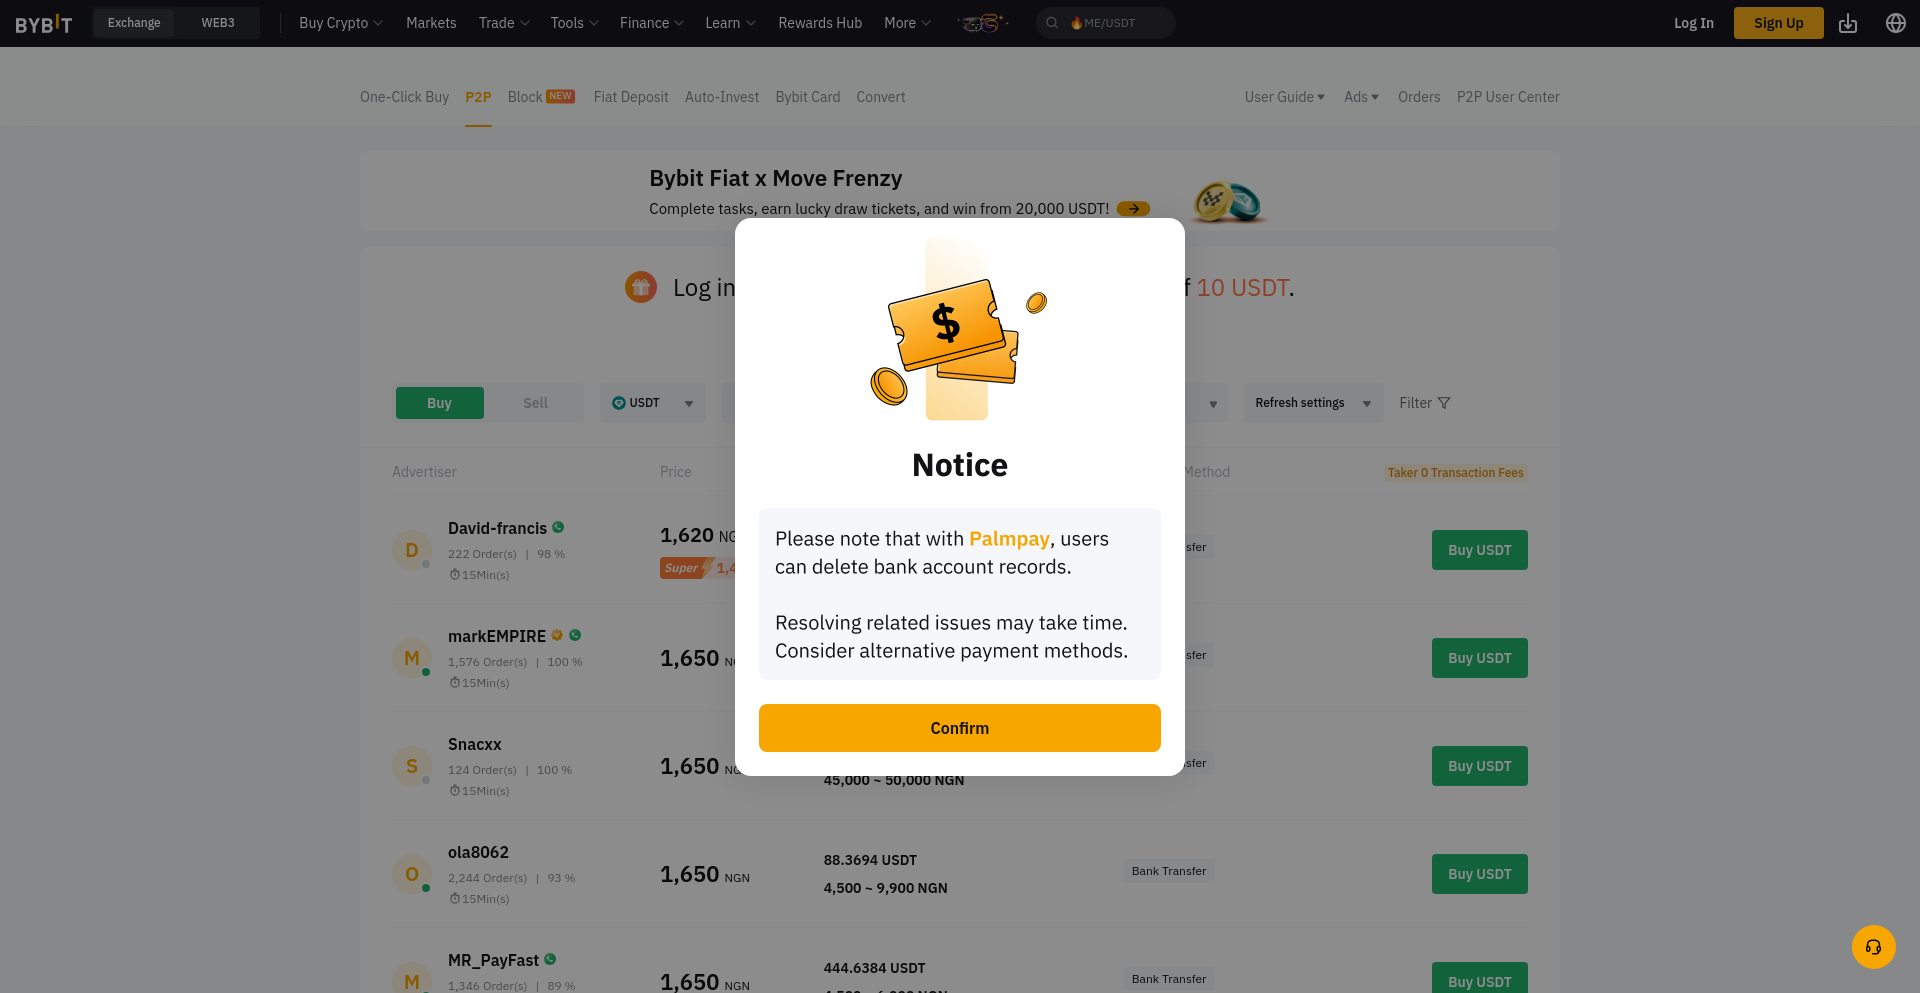 BYBIT
Exchange
WEB3
Buy Crypto
Markets
Trade
Tools
Finance
Learn
Rewards Hub
More
ME/USDT
Log In
Sign Up
One-Click Buy
P2P
Block NEW
Fiat Deposit
Auto-Invest
Bybit Card
Convert
User Guide
Ads
Orders
P2P User Center
Bybit Fiat x Move Frenzy
Complete tasks, earn lucky draw tickets, and win from 20,000 USDT!
Log in
10 USDT.
Buy
Sell
USDT
Refresh settings
Filter
Advertiser
Price
Method
Taker 0 Transaction Fees
David-francis
222 Order(s) | 98 %
15Min(s)
1,620
Super
Buy USDT
markEMPIRE
1,576 Order(s) | 100 %
15Min(s)
1,650
Buy USDT
Snacxx
124 Order(s) | 100 %
15Min(s)
1,650
45,000 ~ 50,000 NGN
Buy USDT
ola8062
2,244 Order(s) | 93 %
15Min(s)
1,650 NGN
88.3694 USDT
4,500 ~ 9,900 NGN
Bank Transfer
Buy USDT
MR_PayFast
1,346 Order(s) | 89 %
1,650 NGN
444.6384 USDT
Bank Transfer
Buy USDT
$
Notice
Please note that with Palmpay, users
can delete bank account records.
Resolving related issues may take time.
Consider alternative payment methods.
Confirm